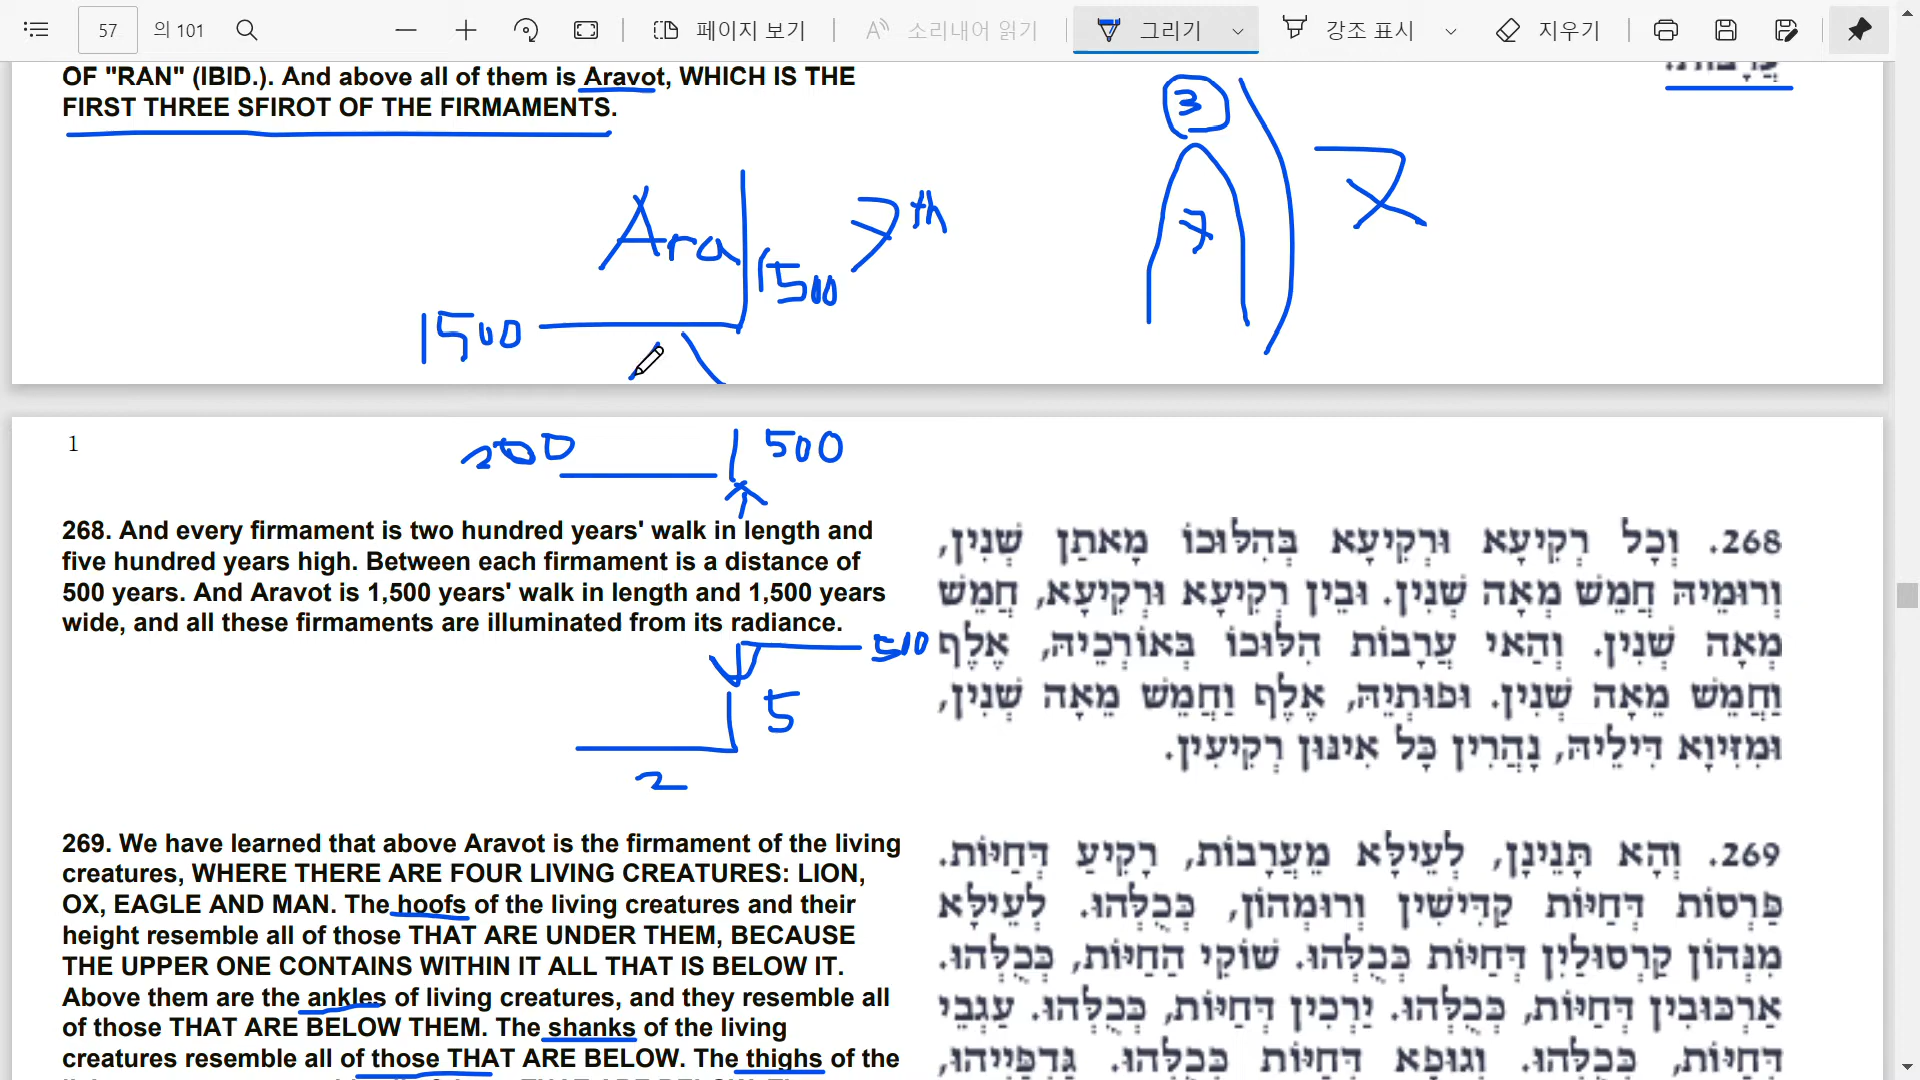 57 의 101 페이지 보기 소리내어 읽기 그리기 강조 표시 지우기
OF "RAN" (IBID.). And above all of them is Aravot, WHICH IS THE
FIRST THREE SFIROT OF THE FIRMAMENTS.
3
7
Ara
1500
7th
1500
1
200
500
268. And every firmament is two hundred years' walk in length and
five hundred years high. Between each firmament is a distance of
500 years. And Aravot is 1,500 years' walk in length and 1,500 years
wide, and all these firmaments are illuminated from its radiance.
500
5
2
268. וְכָל רְקִיעָא וּרְקִיעָא בְּהִלּוּכוֹ מָאתַן שְׁנִין,
וְרוּמֵיהּ חֲמֵשׁ מְאָה שְׁנִין. וּבֵין רְקִיעָא וּרְקִיעָא, חֲמֵשׁ
מְאָה שְׁנִין. וְהַאי עֲרָבוֹת הִלּוּכוֹ בְּאוֹרְכֵיהּ, אֶלֶף
וַחֲמֵשׁ מֵאָה שְׁנִין. וּפוּתְיֵהּ, אֶלֶף וַחֲמֵשׁ מֵאָה שְׁנִין,
וּמִזִּיוָא דִּילֵיהּ, נָהֲרִין כָּל אִינּוּן רְקִיעִין.
269. We have learned that above Aravot is the firmament of the living
creatures, WHERE THERE ARE FOUR LIVING CREATURES: LION,
OX, EAGLE AND MAN. The hoofs of the living creatures and their
height resemble all of those THAT ARE UNDER THEM, BECAUSE
THE UPPER ONE CONTAINS WITHIN IT ALL THAT IS BELOW IT.
Above them are the ankles of living creatures, and they resemble all
of those THAT ARE BELOW THEM. The shanks of the living
creatures resemble all of those THAT ARE BELOW. The thighs of the
269. וְהָא תָּנֵינָן, לְעֵילָּא מֵעֲרָבוֹת, רָקִיעַ דְּחַיּוֹת.
פַּרְסוֹת דְּחַיּוֹת קַדִּישִׁין וְרוּמְהוֹן, כְּכֻלְּהוּ. לְעֵילָּא
מִנְּהוֹן קַרְסוּלַיִן דְּחַיּוֹת כְּכֻלְּהוּ. שׁוֹקֵי הַחַיּוֹת, כְּכֻלְּהוּ.
אַרְכּוּבִין דְּחַיּוֹת, כְּכֻלְּהוּ. יַרְכִין דְּחַיּוֹת, כְּכֻלְּהוּ. עַגְבֵי
דְּחַיּוֹת, כְּכֻלְּהוּ. וְגוּפָא דְּחַיּוֹת כְּכֻלְּהוּ. גַּדְפַּיְיהוּ,